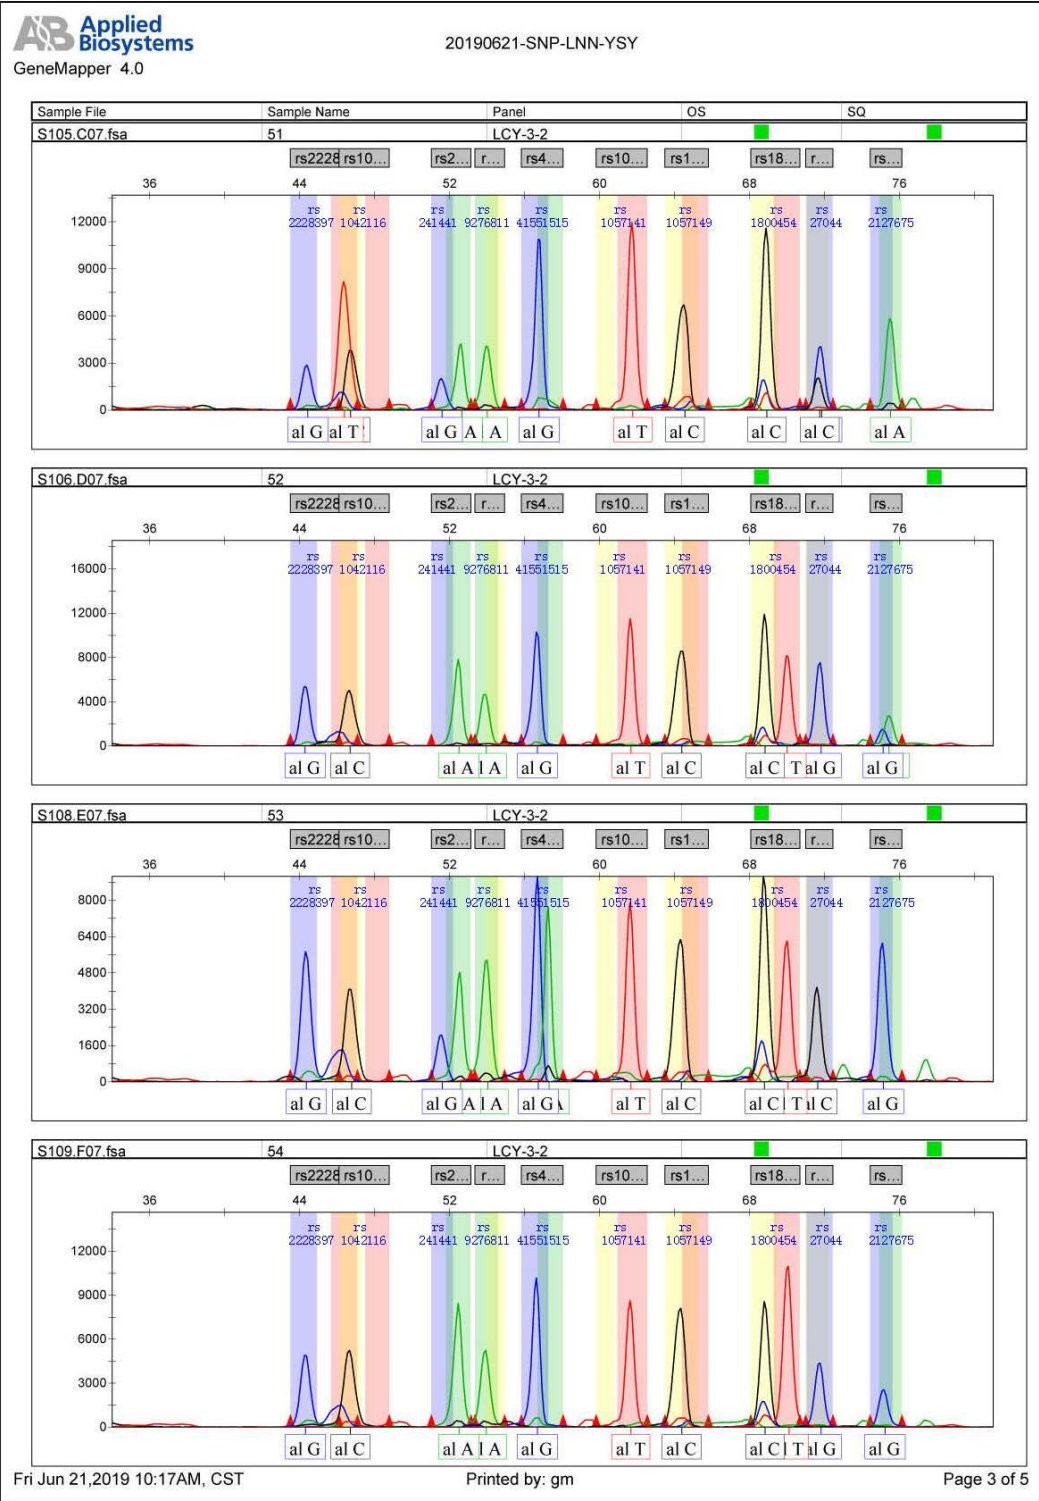 AB Applied
Biosystems
GeneMapper 4.0
20190621-SNP-LNN-YSY
Sample File Sample Name Panel OS SQ
S105.C07.fsa 51 LCY-3-2
rs2228 rs10... rs2... r... rs4... rs10... rs1... rs18... r... rs...
36 44 52 60 68 76
rs rs rs rs rs rs rs rs rs
2228397 1042116 241441 9276811 41551515 1057141 1057149 1800454 27044 2127675
12000
9000
6000
3000
0
al G al T al G A A al G al T al C al C al C al A
S106.D07.fsa 52 LCY-3-2
rs2228 rs10... rs2... r... rs4... rs10... rs1... rs18... r... rs...
36 44 52 60 68 76
rs rs rs rs rs rs rs rs rs rs
2228397 1042116 241441 9276811 41551515 1057141 1057149 1800454 27044 2127675
16000
12000
8000
4000
0
al G al C al A l A al G al T al C al C T al G al G
S108.E07.fsa 53 LCY-3-2
rs2228 rs10... rs2... r... rs4... rs10... rs1... rs18... r... rs...
36 44 52 60 68 76
rs rs rs rs rs rs rs rs rs rs
2228397 1042116 241441 9276811 41551515 1057141 1057149 1800454 27044 2127675
8000
6400
4800
3200
1600
0
al G al C al G A l A al G al T al C al C T al C al G
S109.F07.fsa 54 LCY-3-2
rs2228 rs10... rs2... r... rs4... rs10... rs1... rs18... r... rs...
36 44 52 60 68 76
rs rs rs rs rs rs rs rs rs rs
2228397 1042116 241441 9276811 41551515 1057141 1057149 1800454 27044 2127675
12000
9000
6000
3000
0
al G al C al A l A al G al T al C al C l T al G al G
Fri Jun 21,2019 10:17AM, CST Printed by: gm Page 3 of 5